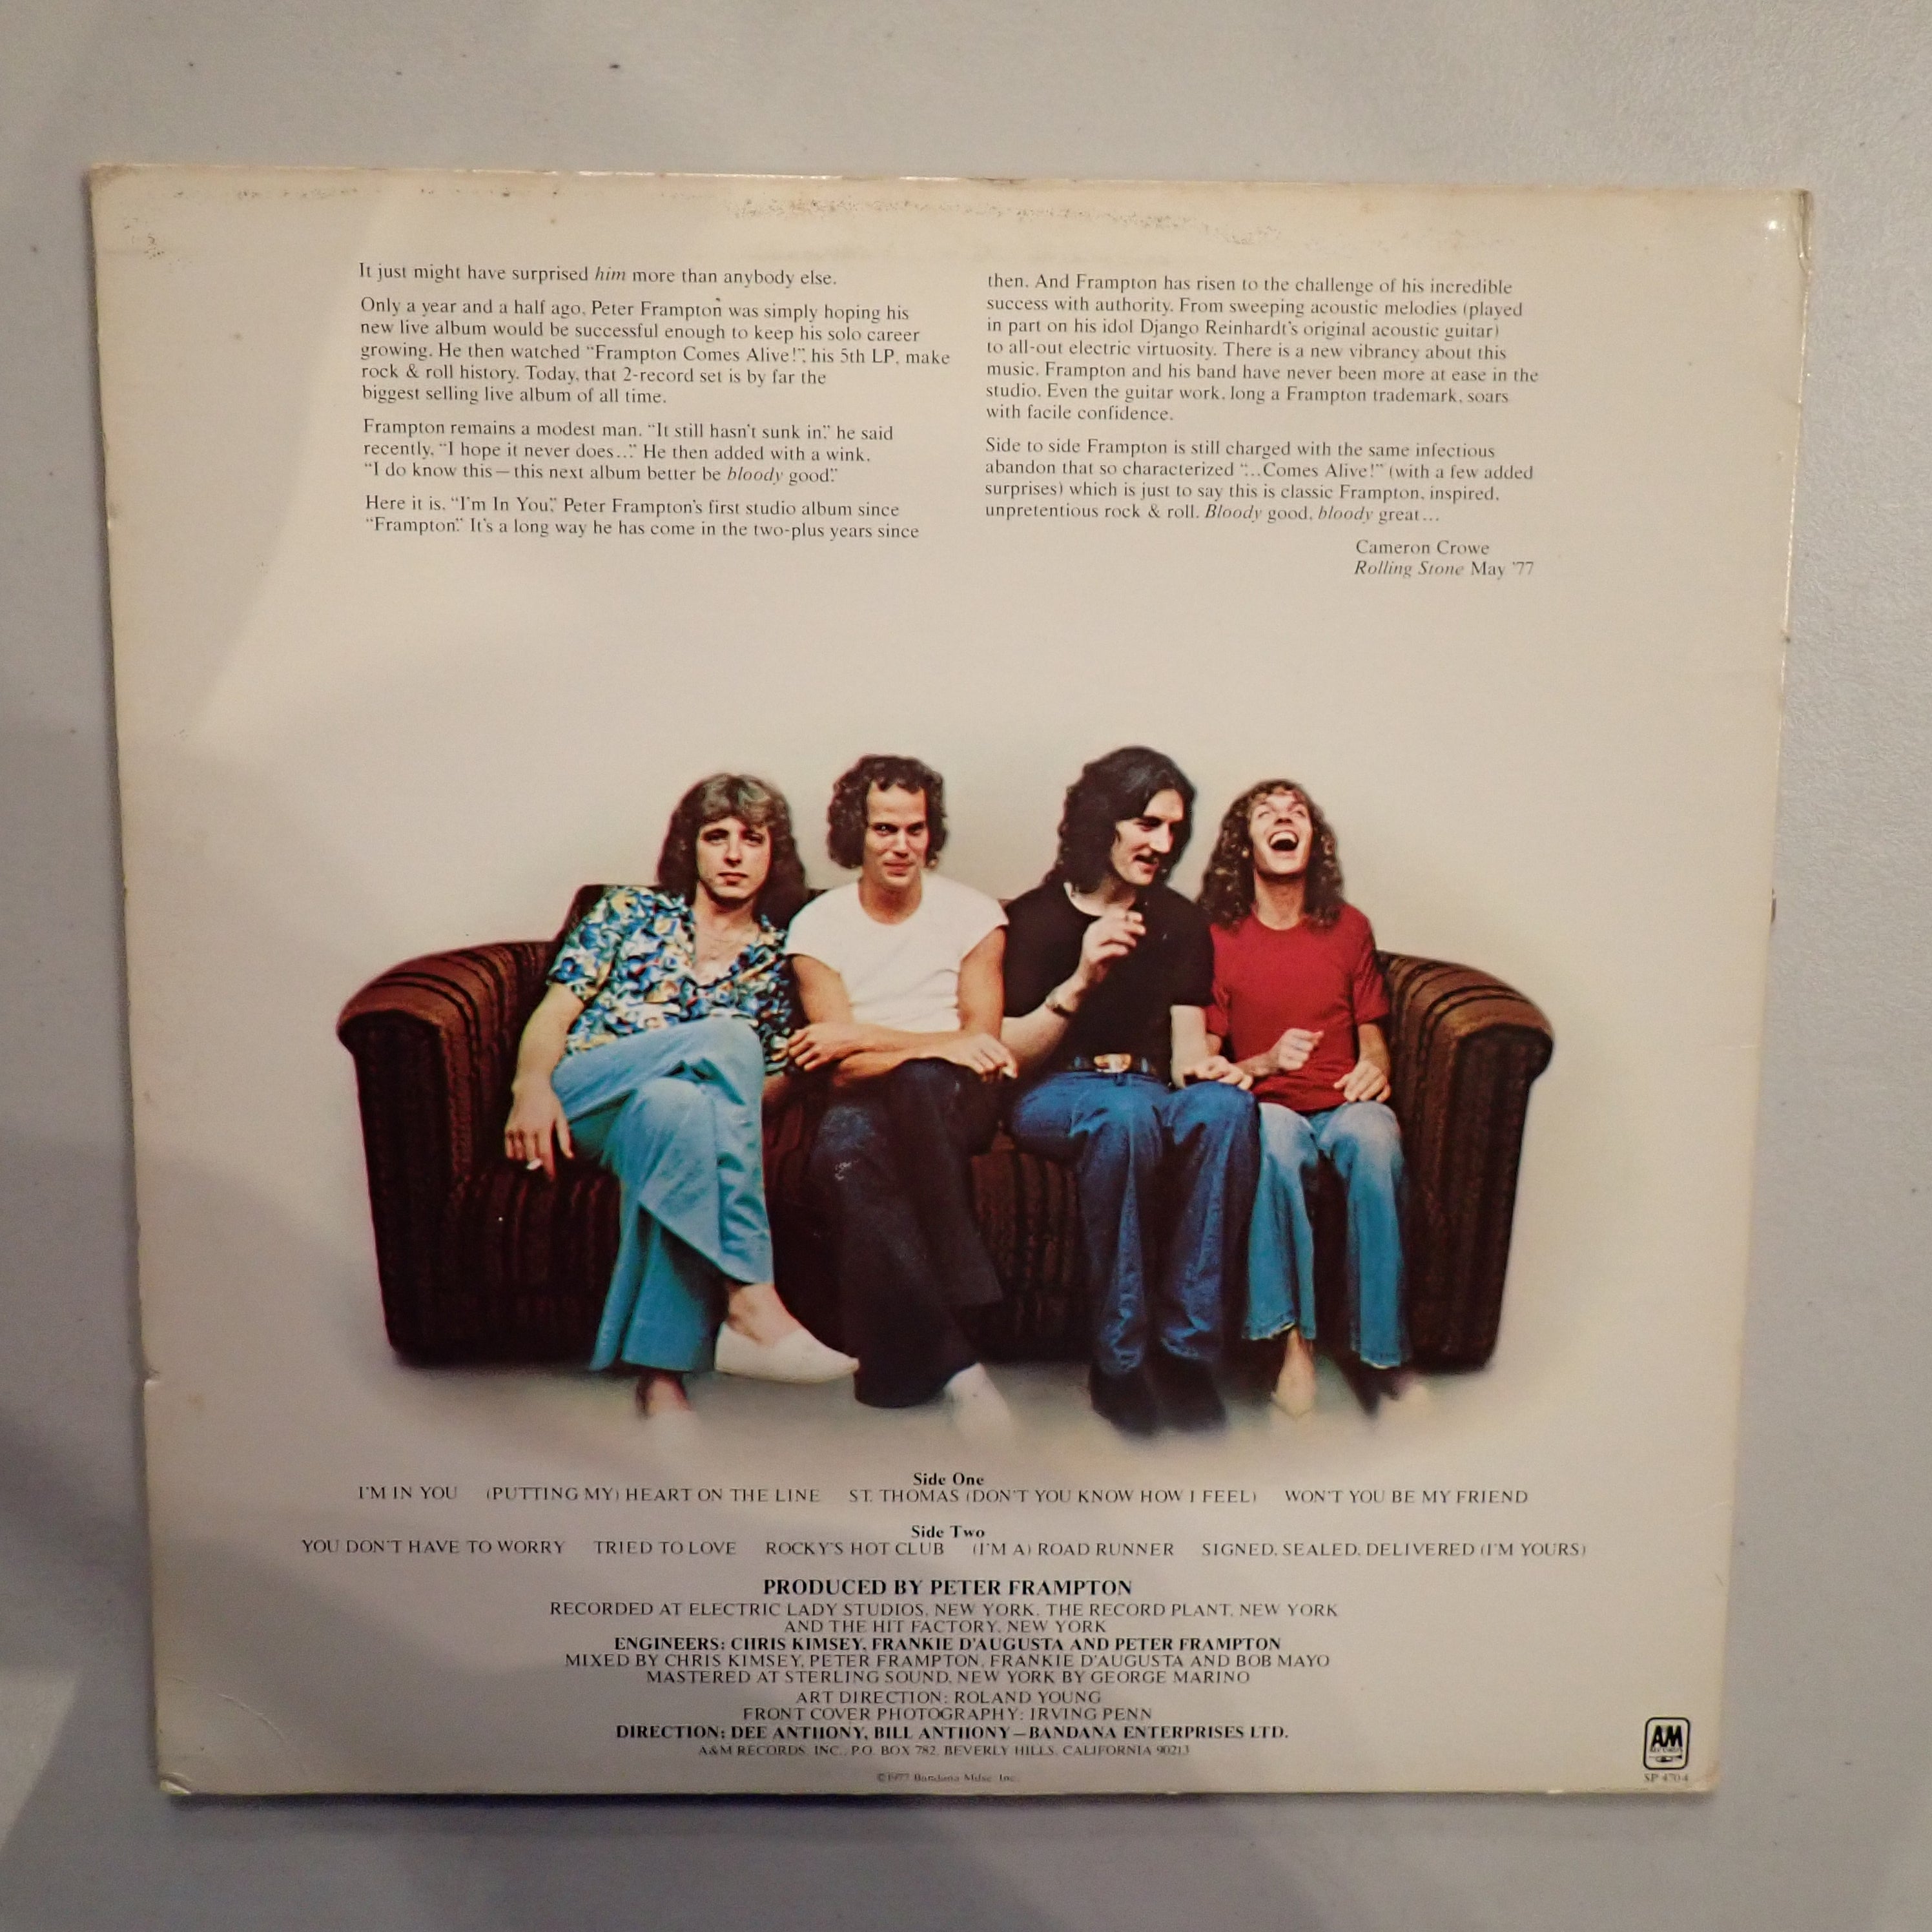 It just might have surprised him more than anybody else.
Only a year and a half ago, Peter Frampton was simply hoping his
new live album would be successful enough to keep his solo career
growing. He then watched “Frampton Comes Alive!”, his 5th LP, make
rock & roll history. Today, that 2-record set is by far the
biggest selling live album of all time.
Frampton remains a modest man. “It still hasn't sunk in.” he said
recently, “I hope it never does...” He then added with a wink.
“I do know this—this next album better be bloody good.”
Here it is. “I'm In You,” Peter Frampton's first studio album since
“Frampton.” It's a long way he has come in the two-plus years since
then. And Frampton has risen to the challenge of his incredible
success with authority. From sweeping acoustic melodies (played
in part on his idol Django Reinhardt's original acoustic guitar)
to all-out electric virtuosity. There is a new vibrancy about this
music. Frampton and his band have never been more at ease in the
studio. Even the guitar work, long a Frampton trademark, soars
with facile confidence.
Side to side Frampton is still charged with the same infectious
abandon that so characterized “...Comes Alive!” (with a few added
surprises) which is just to say this is classic Frampton, inspired,
unpretentious rock & roll. Bloody good, bloody great...
Cameron Crowe
Rolling Stone May '77
Side One
I'M IN YOU (PUTTING MY) HEART ON THE LINE ST. THOMAS (DON'T YOU KNOW HOW I FEEL) WON'T YOU BE MY FRIEND
Side Two
YOU DON'T HAVE TO WORRY TRIED TO LOVE ROCKY'S HOT CLUB (I'M A) ROAD RUNNER SIGNED, SEALED, DELIVERED (I'M YOURS)
PRODUCED BY PETER FRAMPTON
RECORDED AT ELECTRIC LADY STUDIOS, NEW YORK, THE RECORD PLANT, NEW YORK
AND THE HIT FACTORY, NEW YORK
ENGINEERS: CHRIS KIMSEY, FRANKIE D'AUGUSTA AND PETER FRAMPTON
MIXED BY CHRIS KIMSEY, PETER FRAMPTON, FRANKIE D'AUGUSTA AND BOB MAYO
MASTERED AT STERLING SOUND, NEW YORK BY GEORGE MARINO
ART DIRECTION: ROLAND YOUNG
FRONT COVER PHOTOGRAPHY: IRVING PENN
DIRECTION: DEE ANTHONY, BILL ANTHONY—BANDANA ENTERPRISES LTD.
A&M RECORDS, INC., P.O. BOX 782, BEVERLY HILLS, CALIFORNIA 90213
©1977 Bandana Mdse. Inc.
AM
RECORDS
SP 4704